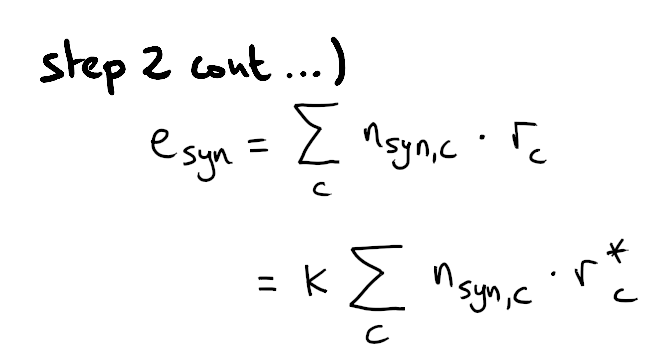 step 2 cont ...)
e_syn = ∑_c n_syn,c · r_c
= k ∑_c n_syn,c · r*_c